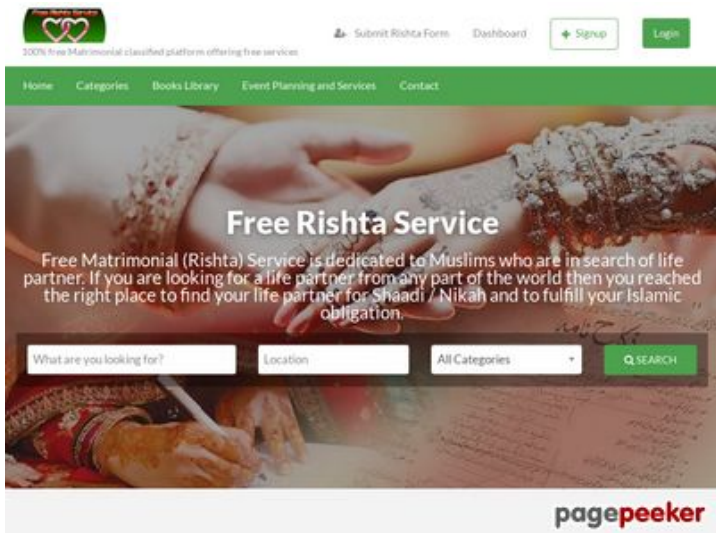 Free Rishta Service
100% free Matrimonial classified platform offering free services
Submit Rishta Form
Dashboard
Signup
Login
Home
Categories
Books Library
Event Planning and Services
Contact
Free Rishta Service
Free Matrimonial (Rishta) Service is dedicated to Muslims who are in search of life
partner. If you are looking for a life partner from any part of the world then you reached
the right place to find your life partner for Shaadi / Nikah and to fulfill your Islamic
obligation.
What are you looking for?
Location
All Categories
SEARCH
pagepeeker